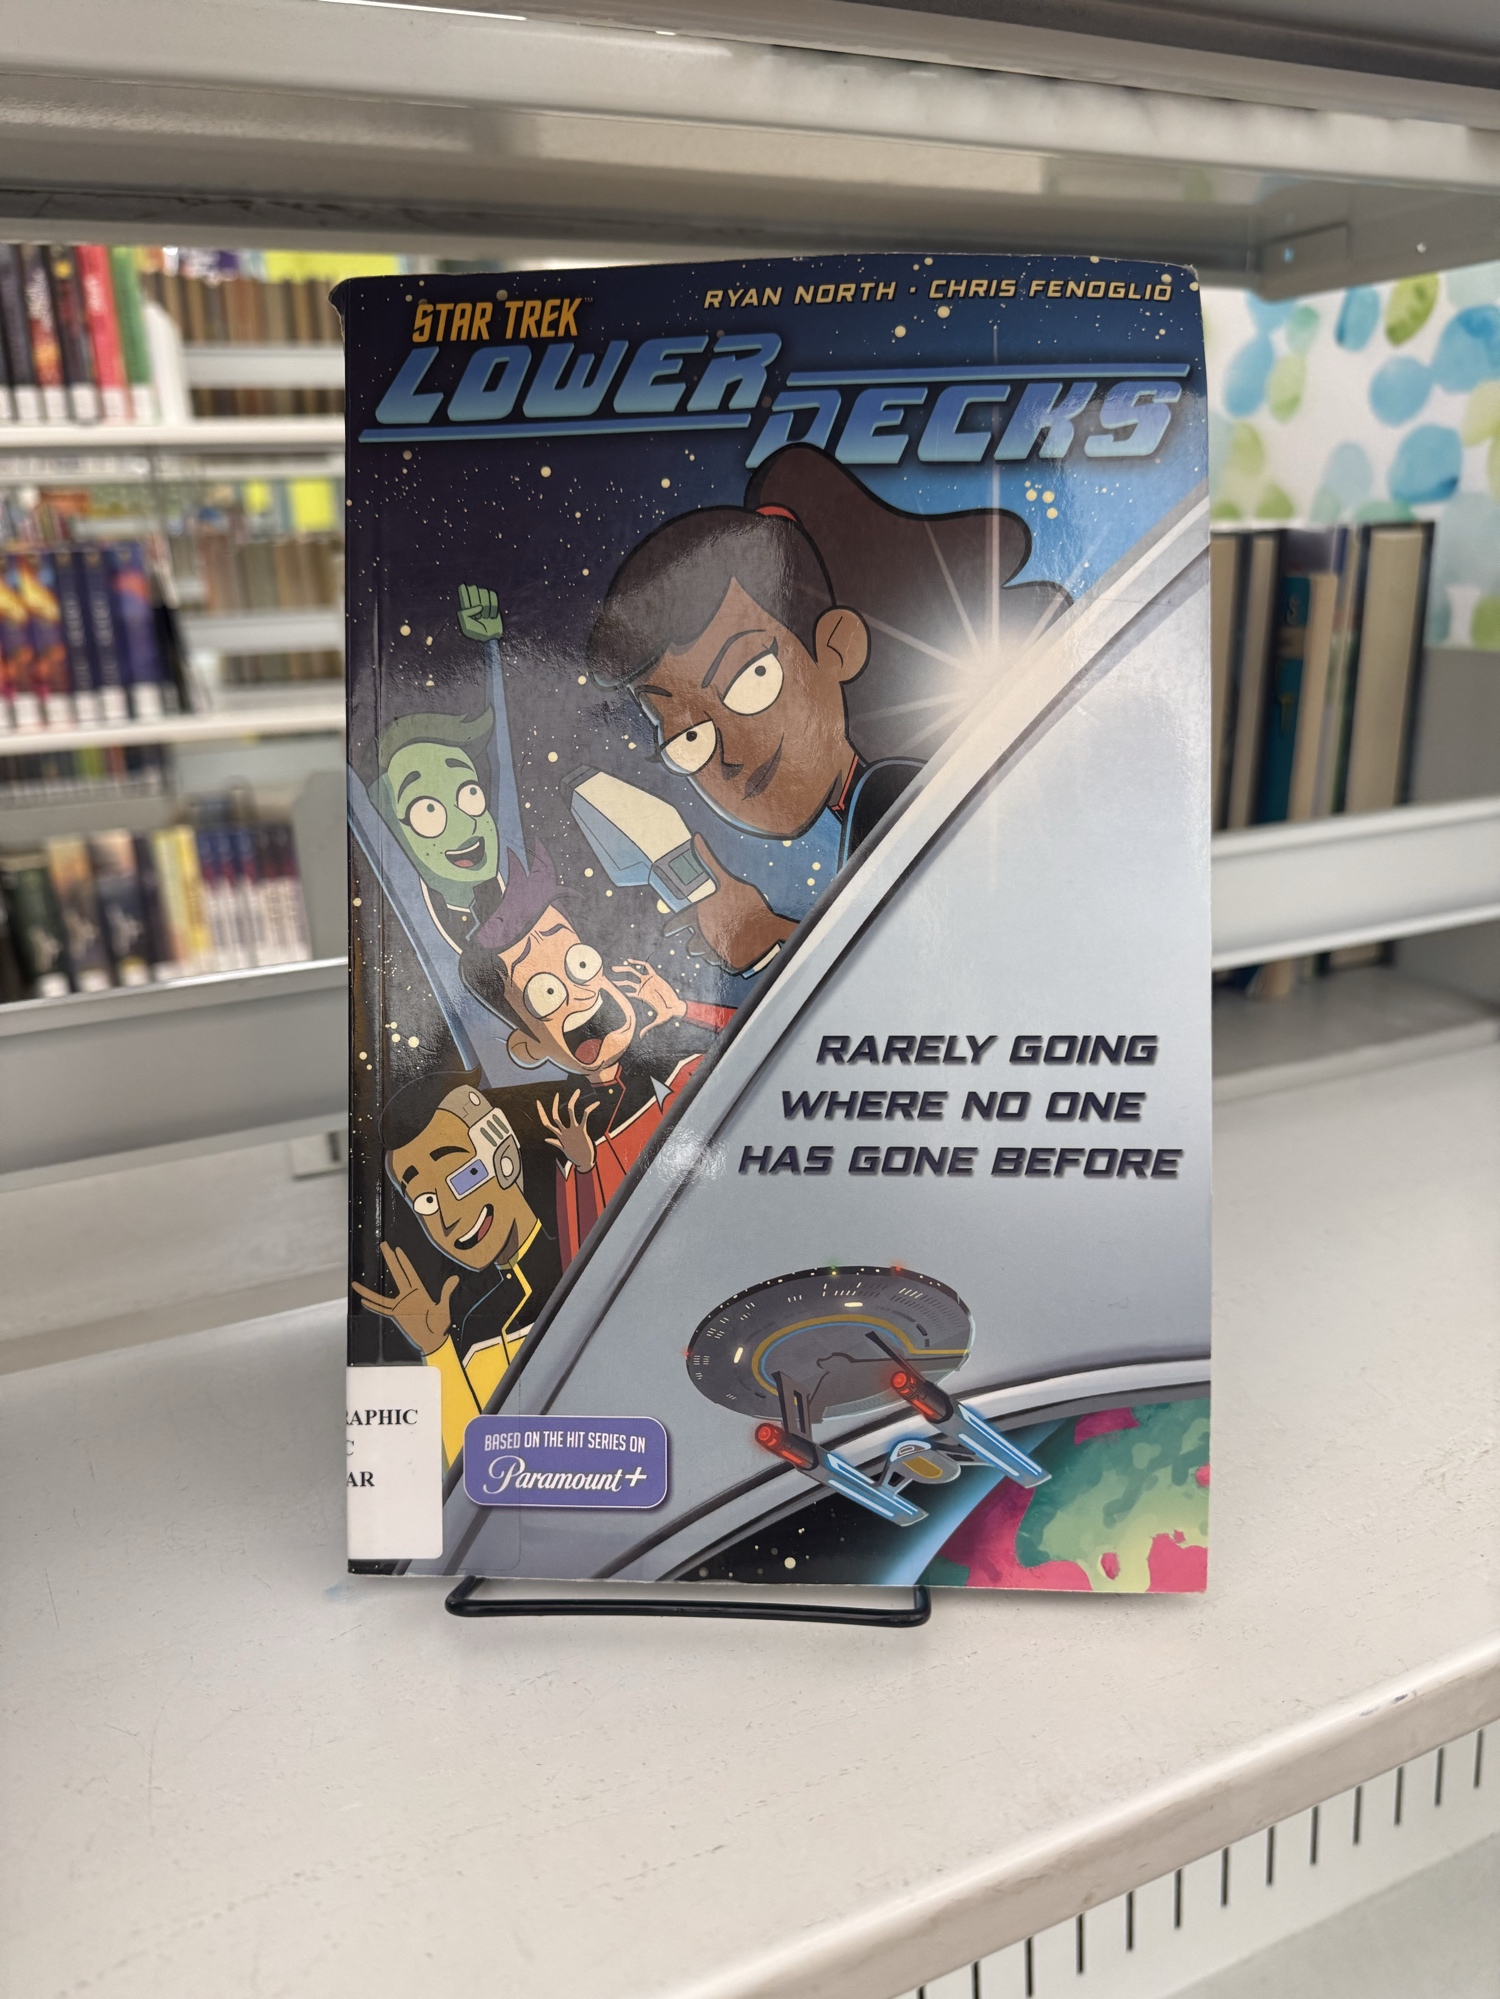 STAR TREK™
RYAN NORTH · CHRIS FENOGLIO
LOWER
DECKS
RARELY GOING
WHERE NO ONE
HAS GONE BEFORE
RAPHIC
C
AR
BASED ON THE HIT SERIES ON
Paramount+